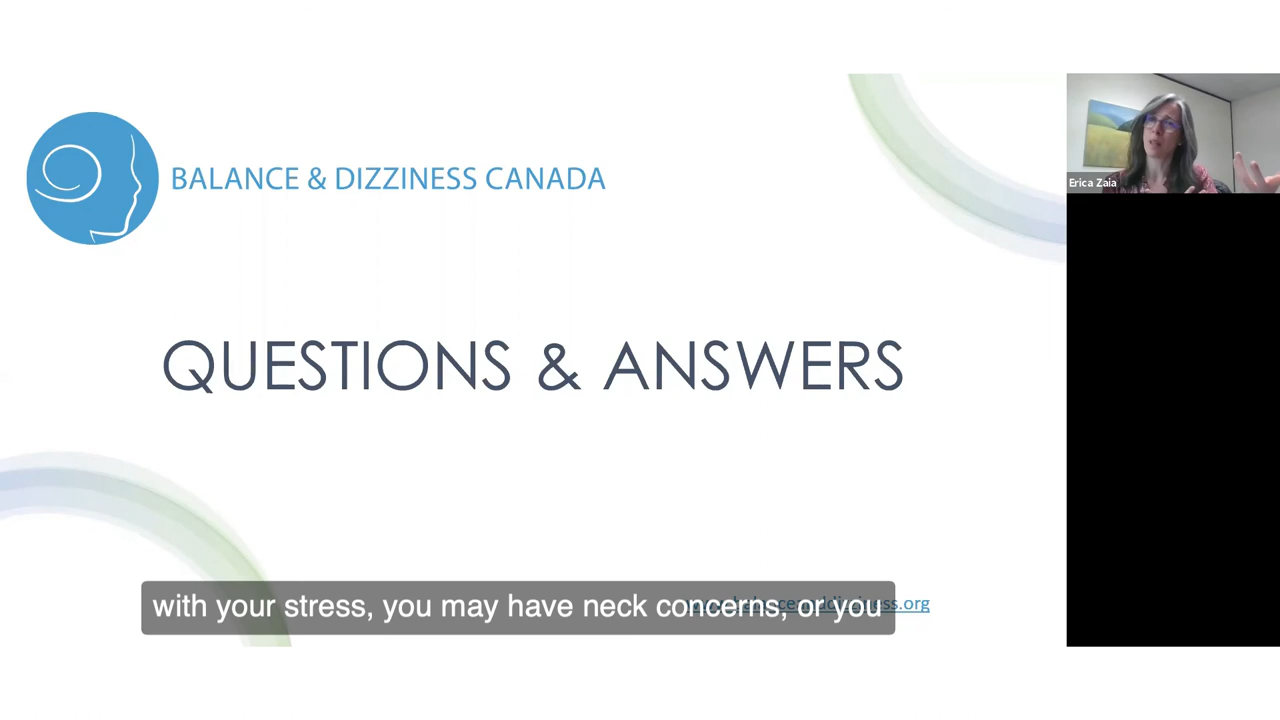 BALANCE & DIZZINESS CANADA
Erica Zaia
QUESTIONS & ANSWERS
with your stress, you may have neck concerns, or you